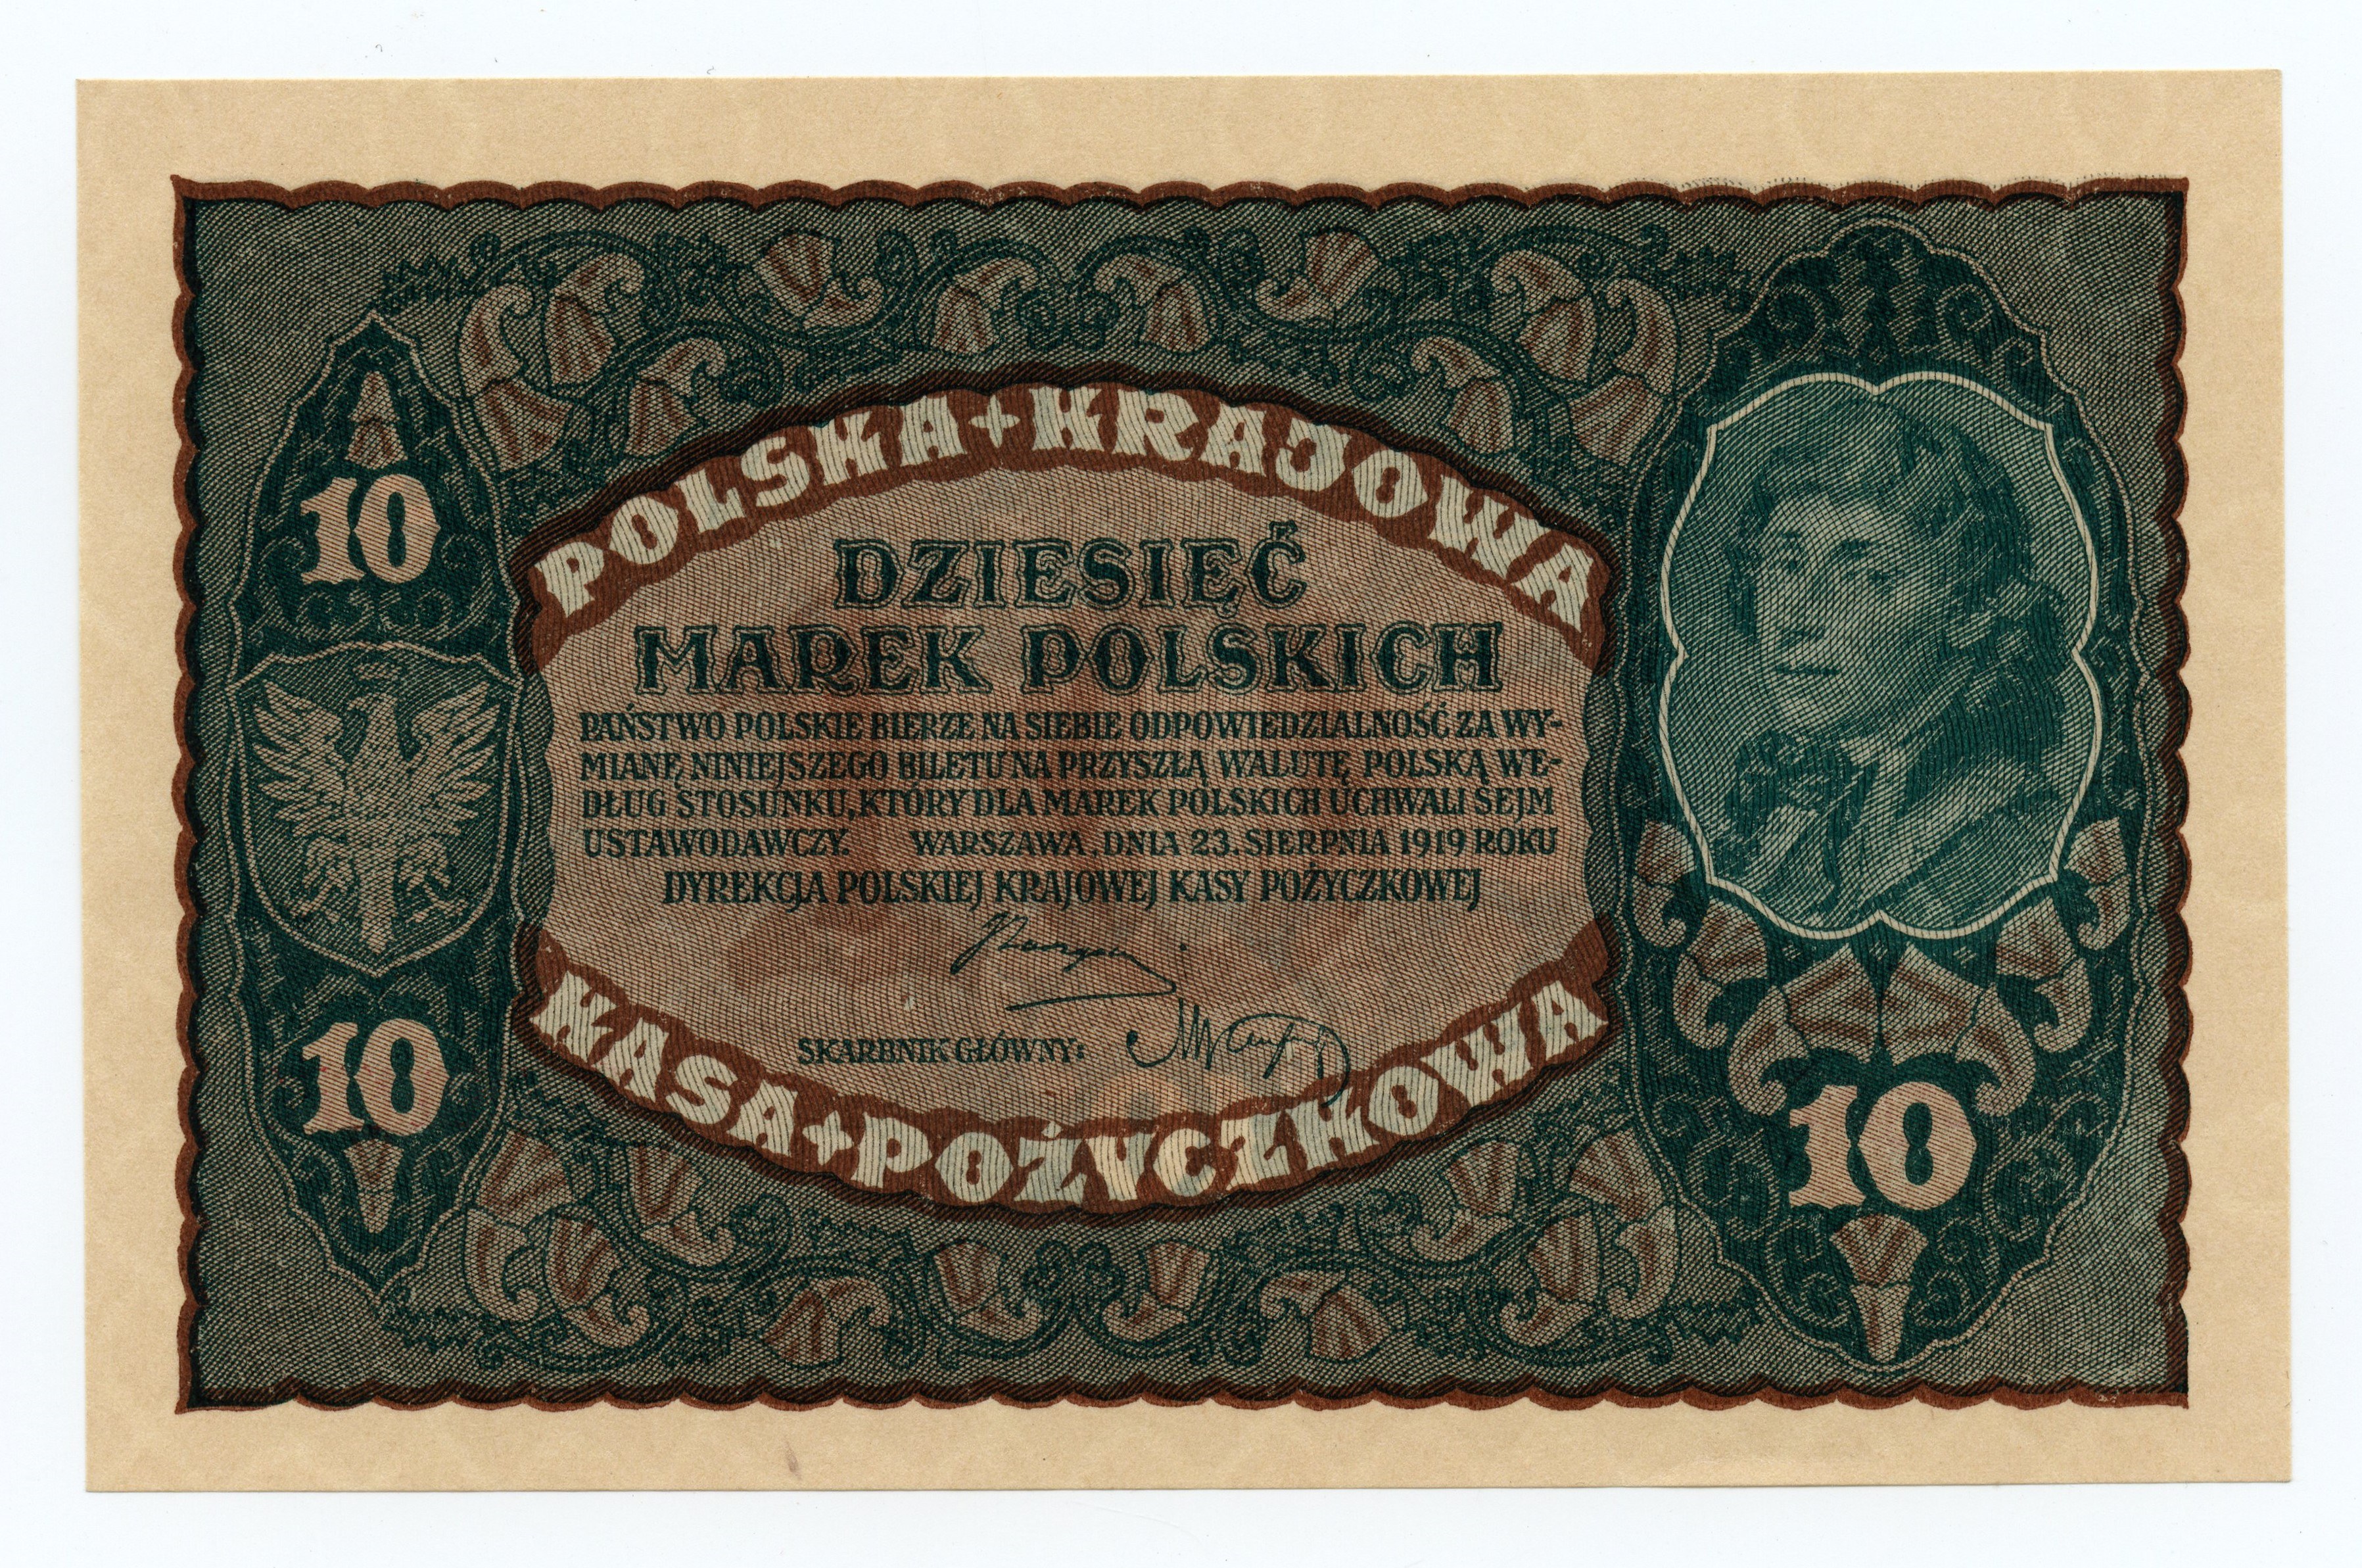 POLSKA + KRAJOWA
10
DZIESIĘĆ
MAREK POLSKICH
PAŃSTWO POLSKIE BIERZE NA SIEBIE ODPOWIEDZIALNOŚĆ ZA WY-
MIANĘ NINIEJSZEGO BILETU NA PRZYSZŁĄ WALUTĘ POLSKĄ WE-
DŁUG STOSUNKU, KTÓRY DLA MAREK POLSKICH UCHWALI SEJM
USTAWODAWCZY. WARSZAWA, DNIA 23. SIERPNIA 1919 ROKU
DYREKCJA POLSKIEJ KRAJOWEJ KASY POŻYCZKOWEJ
SKARBNIK GŁÓWNY:
KASA + POŻYCZKOWA
10
10